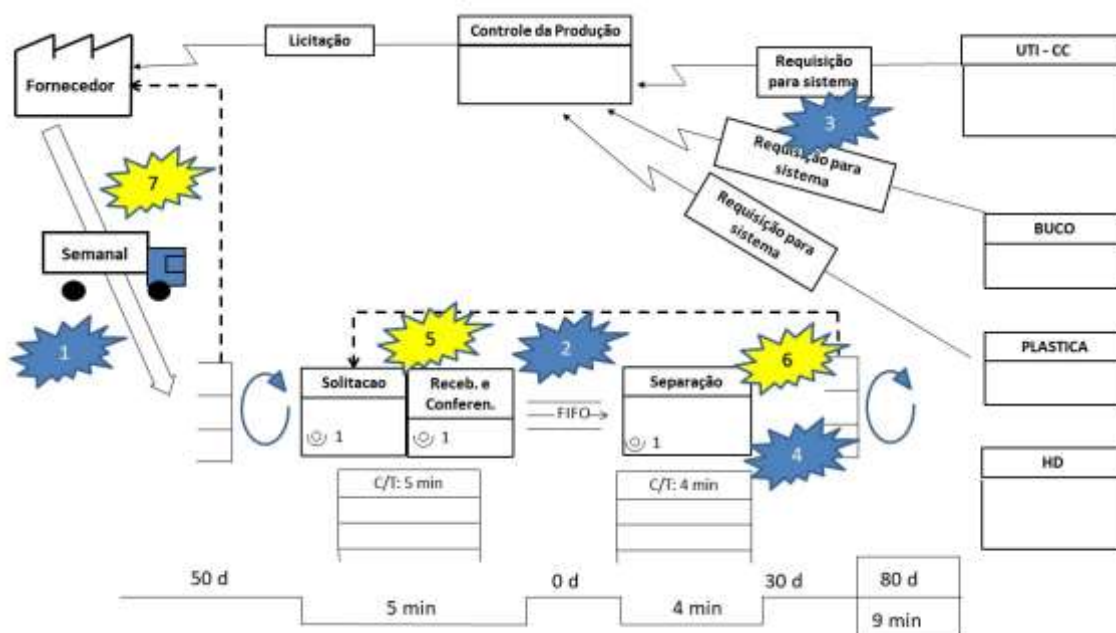 Licitação
Controle da Produção
Requisição
para sistema
UTI - CC
Fornecedor
3
Requisição para
sistema
7
Requisição para
sistema
Semanal
BUCO
1
5
2
6
PLASTICA
Solitacao
Receb. e
Conferen.
Separação
FIFO
1
1
1
4
HD
C/T: 5 min
C/T: 4 min
50 d
0 d
30 d
80 d
5 min
4 min
9 min